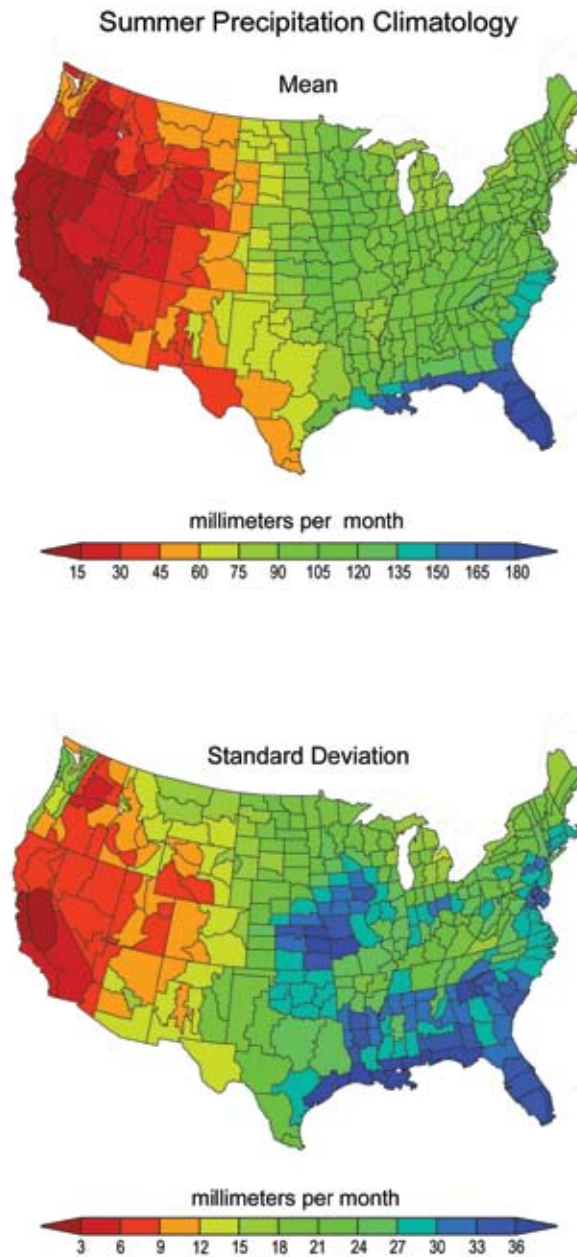 Summer Precipitation Climatology
Mean
millimeters per month
15 30 45 60 75 90 105 120 135 150 165 180
Standard Deviation
millimeters per month
3 6 9 12 15 18 21 24 27 30 33 36